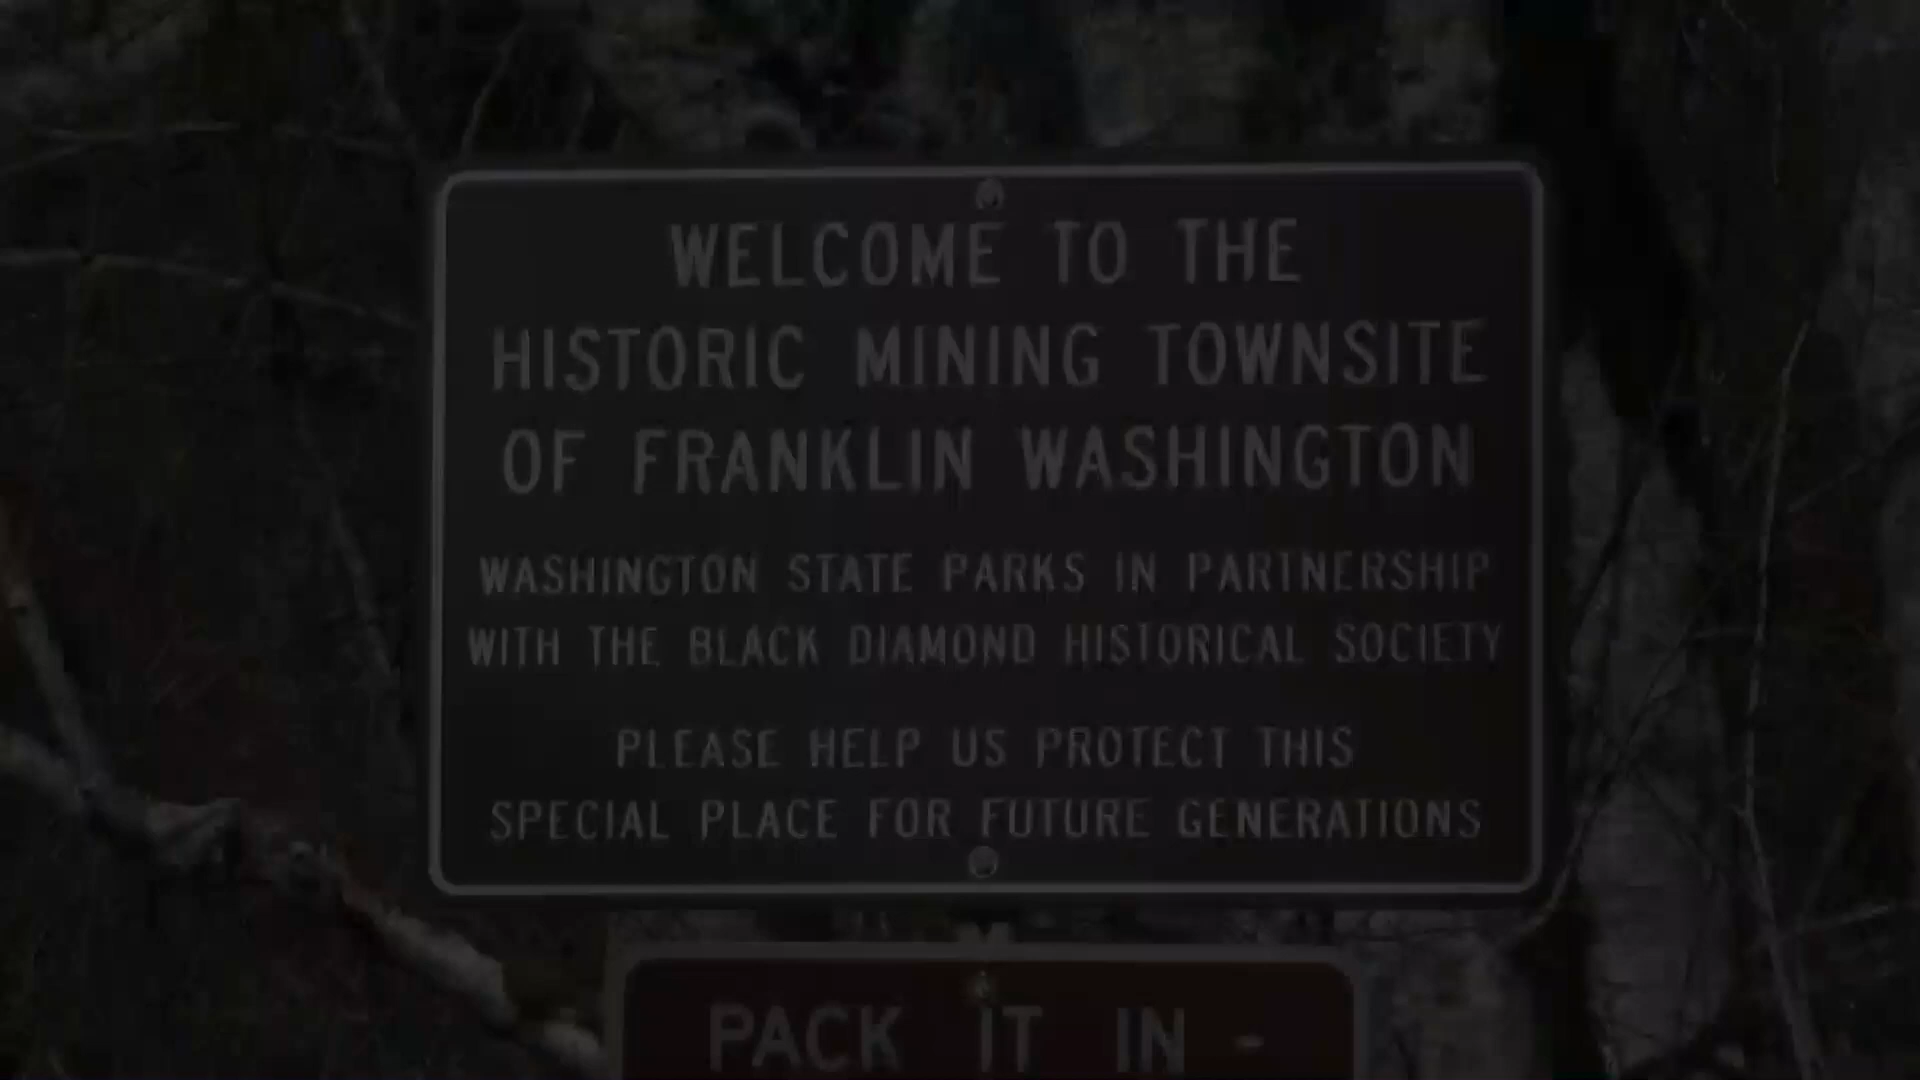 WELCOME TO THE
HISTORIC MINING TOWNSITE
OF FRANKLIN WASHINGTON
WASHINGTON STATE PARKS IN PARTNERSHIP
WITH THE BLACK DIAMOND HISTORICAL SOCIETY
PLEASE HELP US PROTECT THIS
SPECIAL PLACE FOR FUTURE GENERATIONS
PACK IT IN -